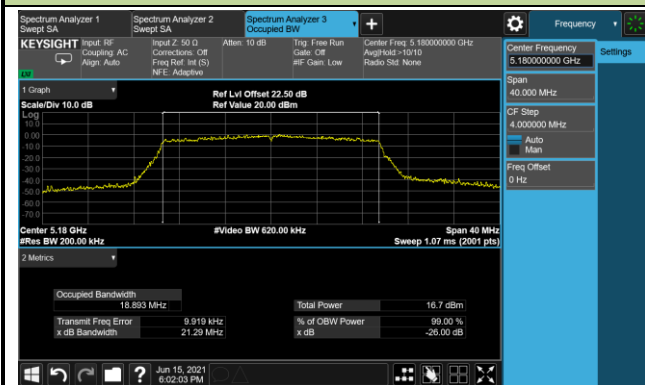 Spectrum Analyzer 1
Swept SA
Spectrum Analyzer 2
Swept SA
Spectrum Analyzer 3
Occupied BW
+
Frequency
KEYSIGHT
Input: RF
Coupling: AC
Align: Auto
Input Z: 50 Ω
Corrections: Off
Freq Ref: Int (S)
NFE: Adaptive
Atten: 10 dB
Trig: Free Run
Gate: Off
#IF Gain: Low
Center Freq: 5.180000000 GHz
Avg|Hold:>10/10
Radio Std: None
LXI
Center Frequency
5.180000000 GHz
Settings
Span
40.000 MHz
CF Step
4.000000 MHz
Auto
Man
Freq Offset
0 Hz
1 Graph
Scale/Div 10.0 dB
Ref Lvl Offset 22.50 dB
Ref Value 20.00 dBm
Log
10.0
0.00
-10.0
-20.0
-30.0
-40.0
-50.0
-60.0
-70.0
Center 5.18 GHz
#Res BW 200.00 kHz
#Video BW 620.00 kHz
Span 40 MHz
Sweep 1.07 ms (2001 pts)
2 Metrics
Occupied Bandwidth
18.893 MHz
Total Power 16.7 dBm
Transmit Freq Error 9.919 kHz
% of OBW Power 99.00 %
x dB Bandwidth 21.29 MHz
x dB -26.00 dB
?
Jun 15, 2021
6:02:03 PM